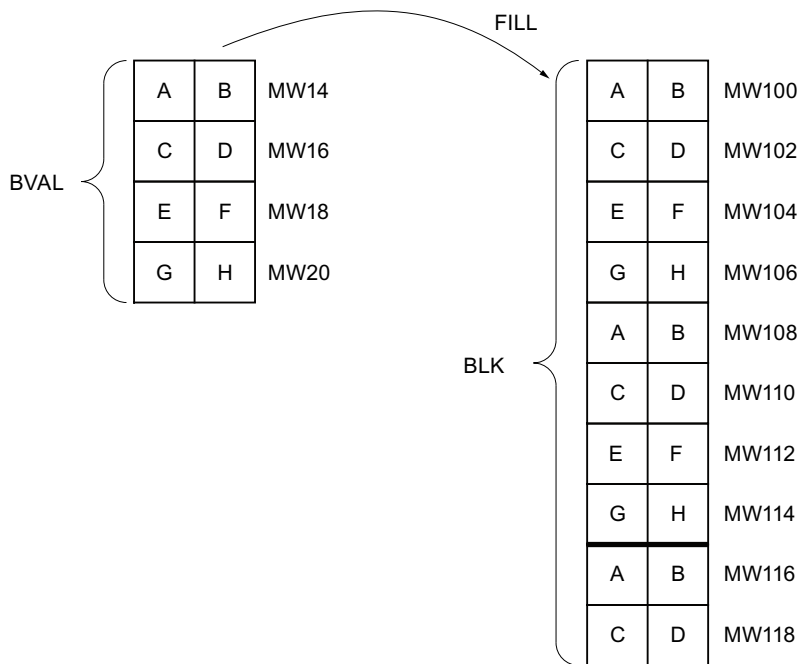 FILL
A B MW14
C D MW16
E F MW18
G H MW20
BVAL
A B MW100
C D MW102
E F MW104
G H MW106
A B MW108
C D MW110
E F MW112
G H MW114
A B MW116
C D MW118
BLK